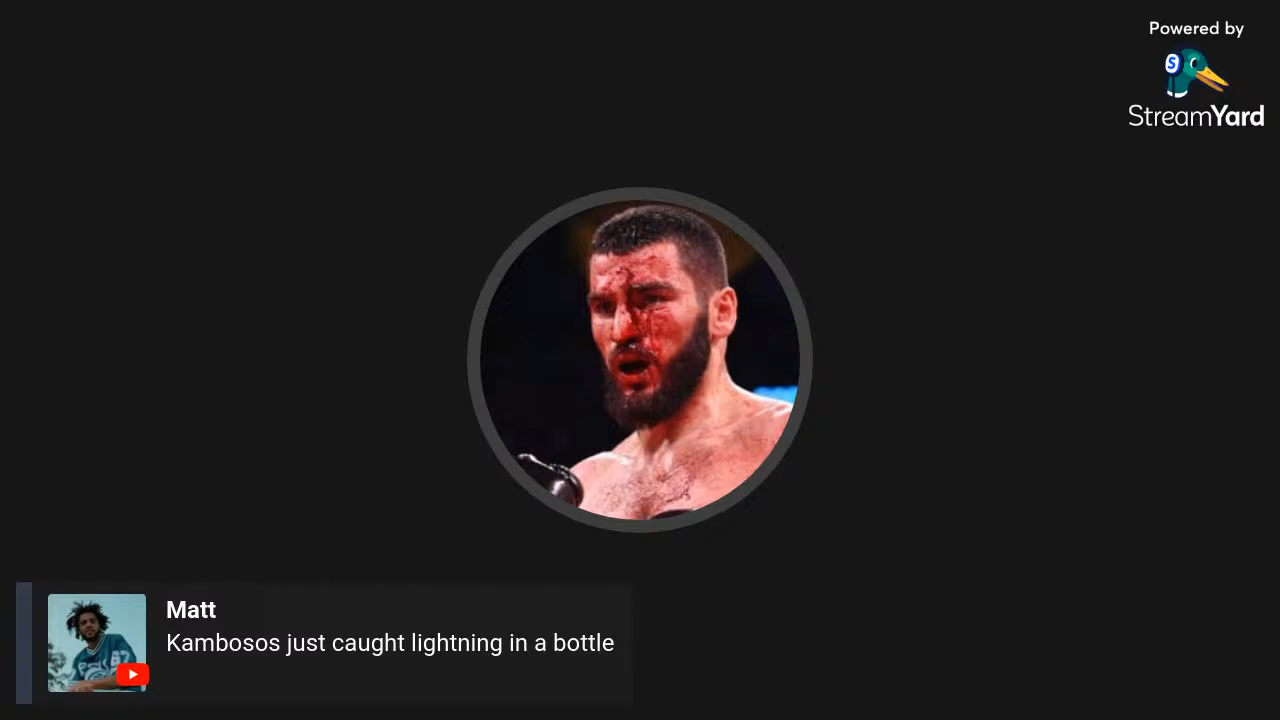 Powered by
S
StreamYard
Matt
Kambosos just caught lightning in a bottle